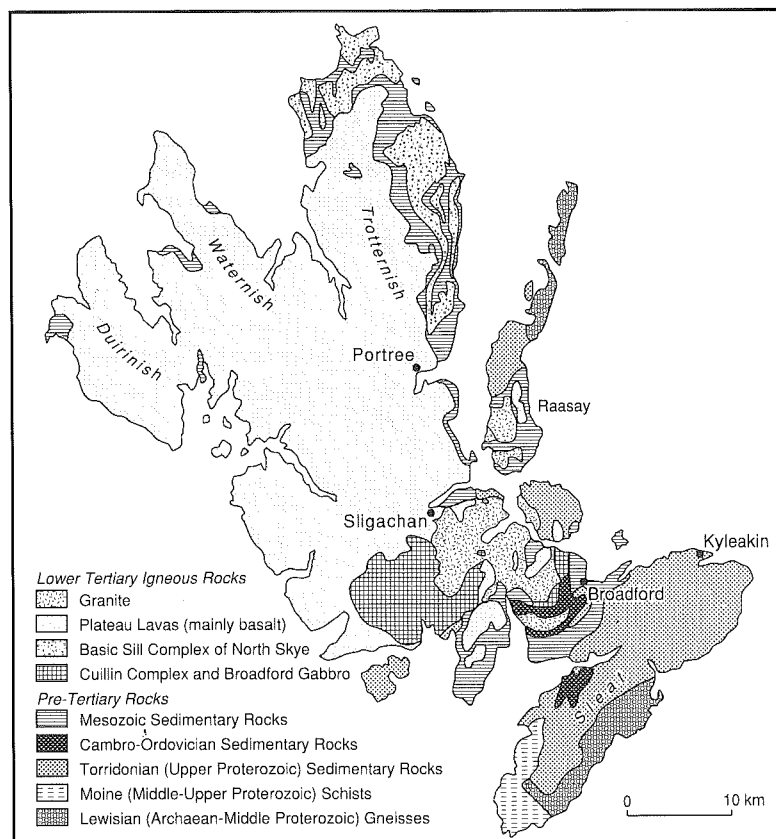 Trotternish
Waternish
Duirinish
Portree
Raasay
Sligachan
Kyleakin
Broadford
Sleat
Lower Tertiary Igneous Rocks
Granite
Plateau Lavas (mainly basalt)
Basic Sill Complex of North Skye
Cuillin Complex and Broadford Gabbro
Pre-Tertiary Rocks
Mesozoic Sedimentary Rocks
Cambro-Ordovician Sedimentary Rocks
Torridonian (Upper Proterozoic) Sedimentary Rocks
Moine (Middle-Upper Proterozoic) Schists
Lewisian (Archaean-Middle Proterozoic) Gneisses
0 10 km